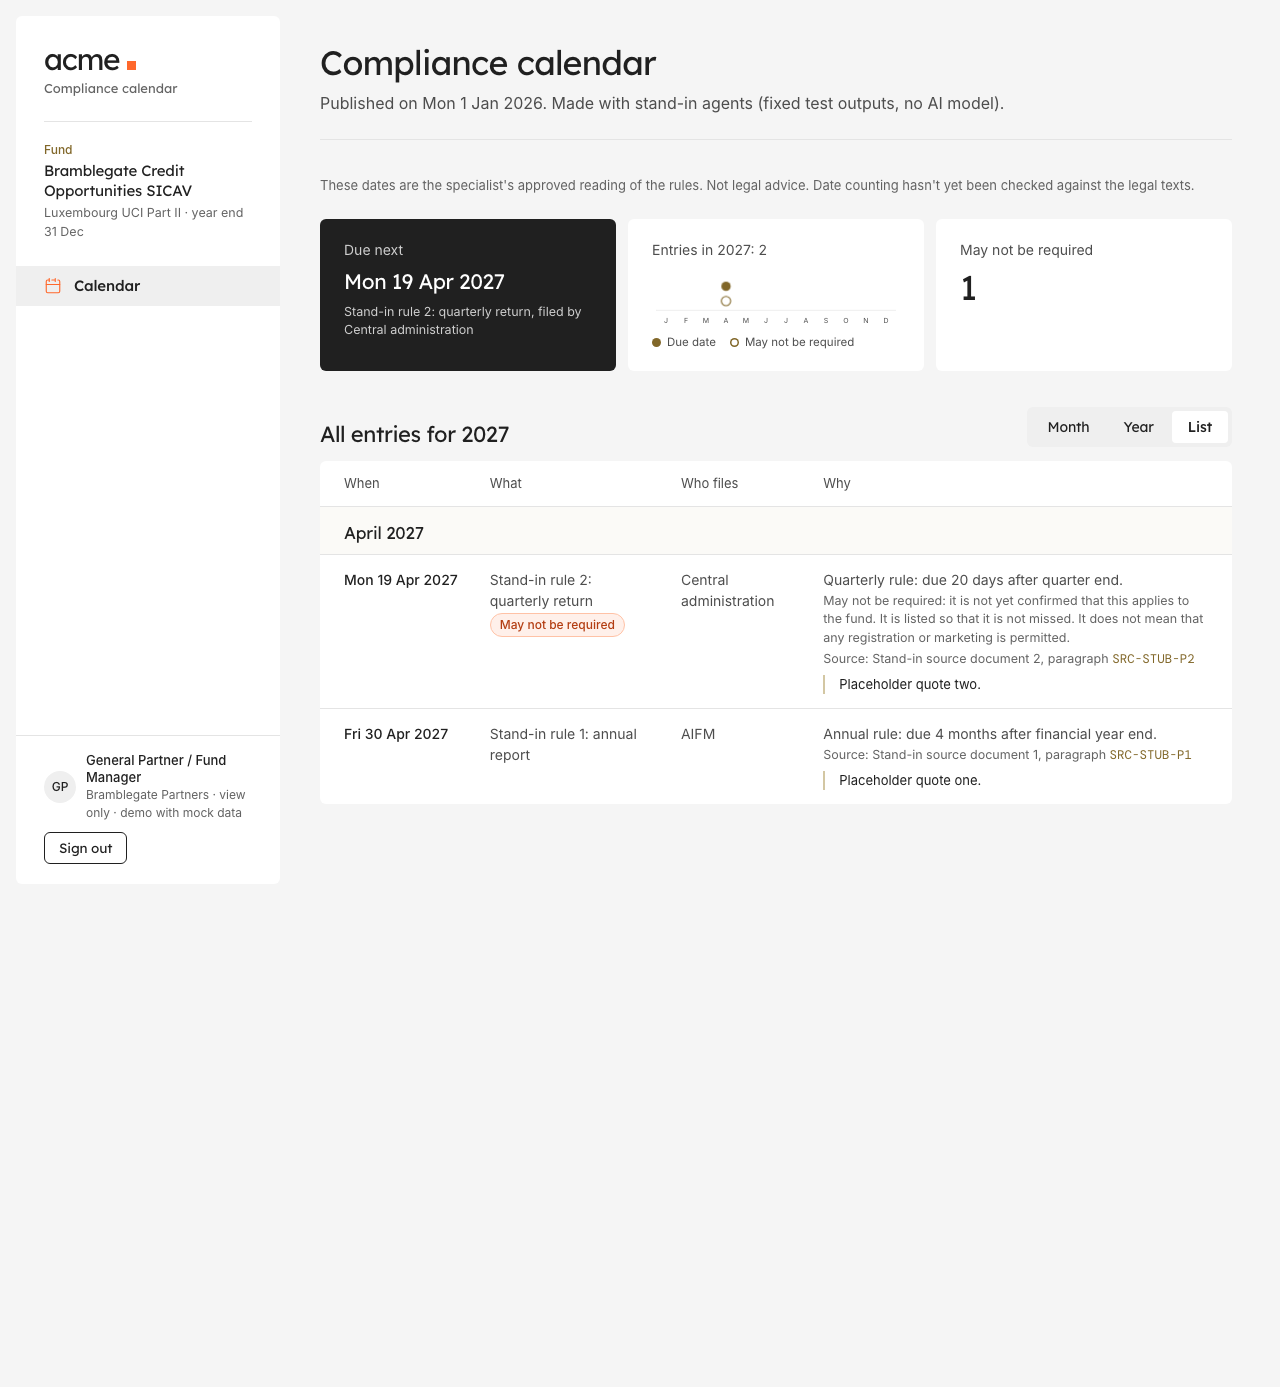 acme
Compliance calendar
Fund
Bramblegate Credit
Opportunities SICAV
Luxembourg UCI Part II · year end
31 Dec
Calendar
GP
General Partner / Fund
Manager
Bramblegate Partners · view
only · demo with mock data
Sign out
Compliance calendar
Published on Mon 1 Jan 2026. Made with stand-in agents (fixed test outputs, no AI model).
These dates are the specialist's approved reading of the rules. Not legal advice. Date counting hasn't yet been checked against the legal texts.
Due next
Mon 19 Apr 2027
Stand-in rule 2: quarterly return, filed by
Central administration
Entries in 2027: 2
J F M A M J J A S O N D
Due date May not be required
May not be required
1
All entries for 2027
Month Year List
When What Who files Why
April 2027
Mon 19 Apr 2027
Stand-in rule 2:
quarterly return
May not be required
Central
administration
Quarterly rule: due 20 days after quarter end.
May not be required: it is not yet confirmed that this applies to
the fund. It is listed so that it is not missed. It does not mean that
any registration or marketing is permitted.
Source: Stand-in source document 2, paragraph SRC-STUB-P2
Placeholder quote two.
Fri 30 Apr 2027
Stand-in rule 1: annual
report
AIFM
Annual rule: due 4 months after financial year end.
Source: Stand-in source document 1, paragraph SRC-STUB-P1
Placeholder quote one.